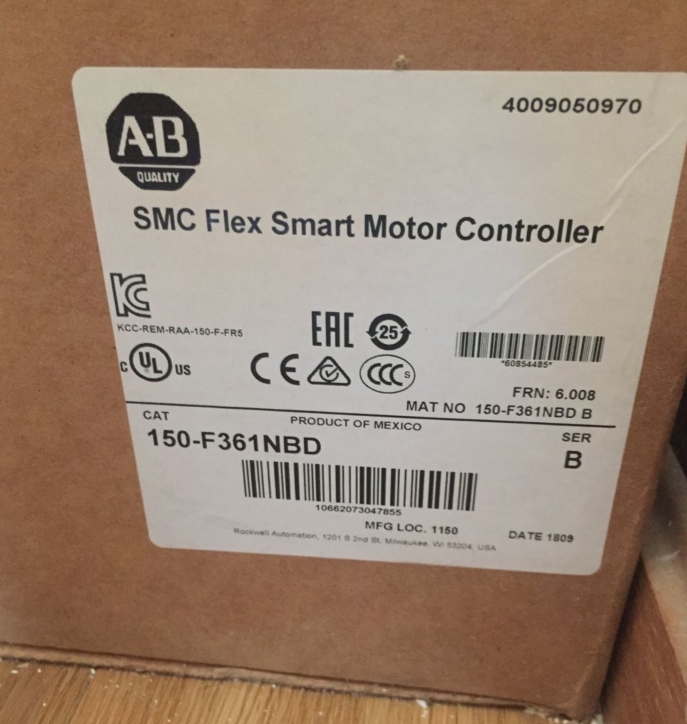 4009050970
A-B
QUALITY
SMC Flex Smart Motor Controller
KC
KCC-REM-RAA-150-F-FR5
EAC 25
C UL US CE CCC S
*60854485*
FRN: 6.008
MAT NO 150-F361NBD B
CAT PRODUCT OF MEXICO SER
150-F361NBD B
10662073047855
MFG LOC. 1150 DATE 1809
Rockwell Automation, 1201 S 2nd St, Milwaukee, WI 53204, USA